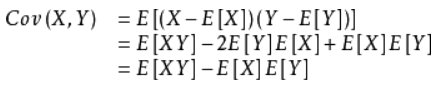 Cov(X,Y) = E[(X − E[X])(Y − E[Y])]
= E[XY] − 2E[Y]E[X] + E[X]E[Y]
= E[XY] − E[X]E[Y]